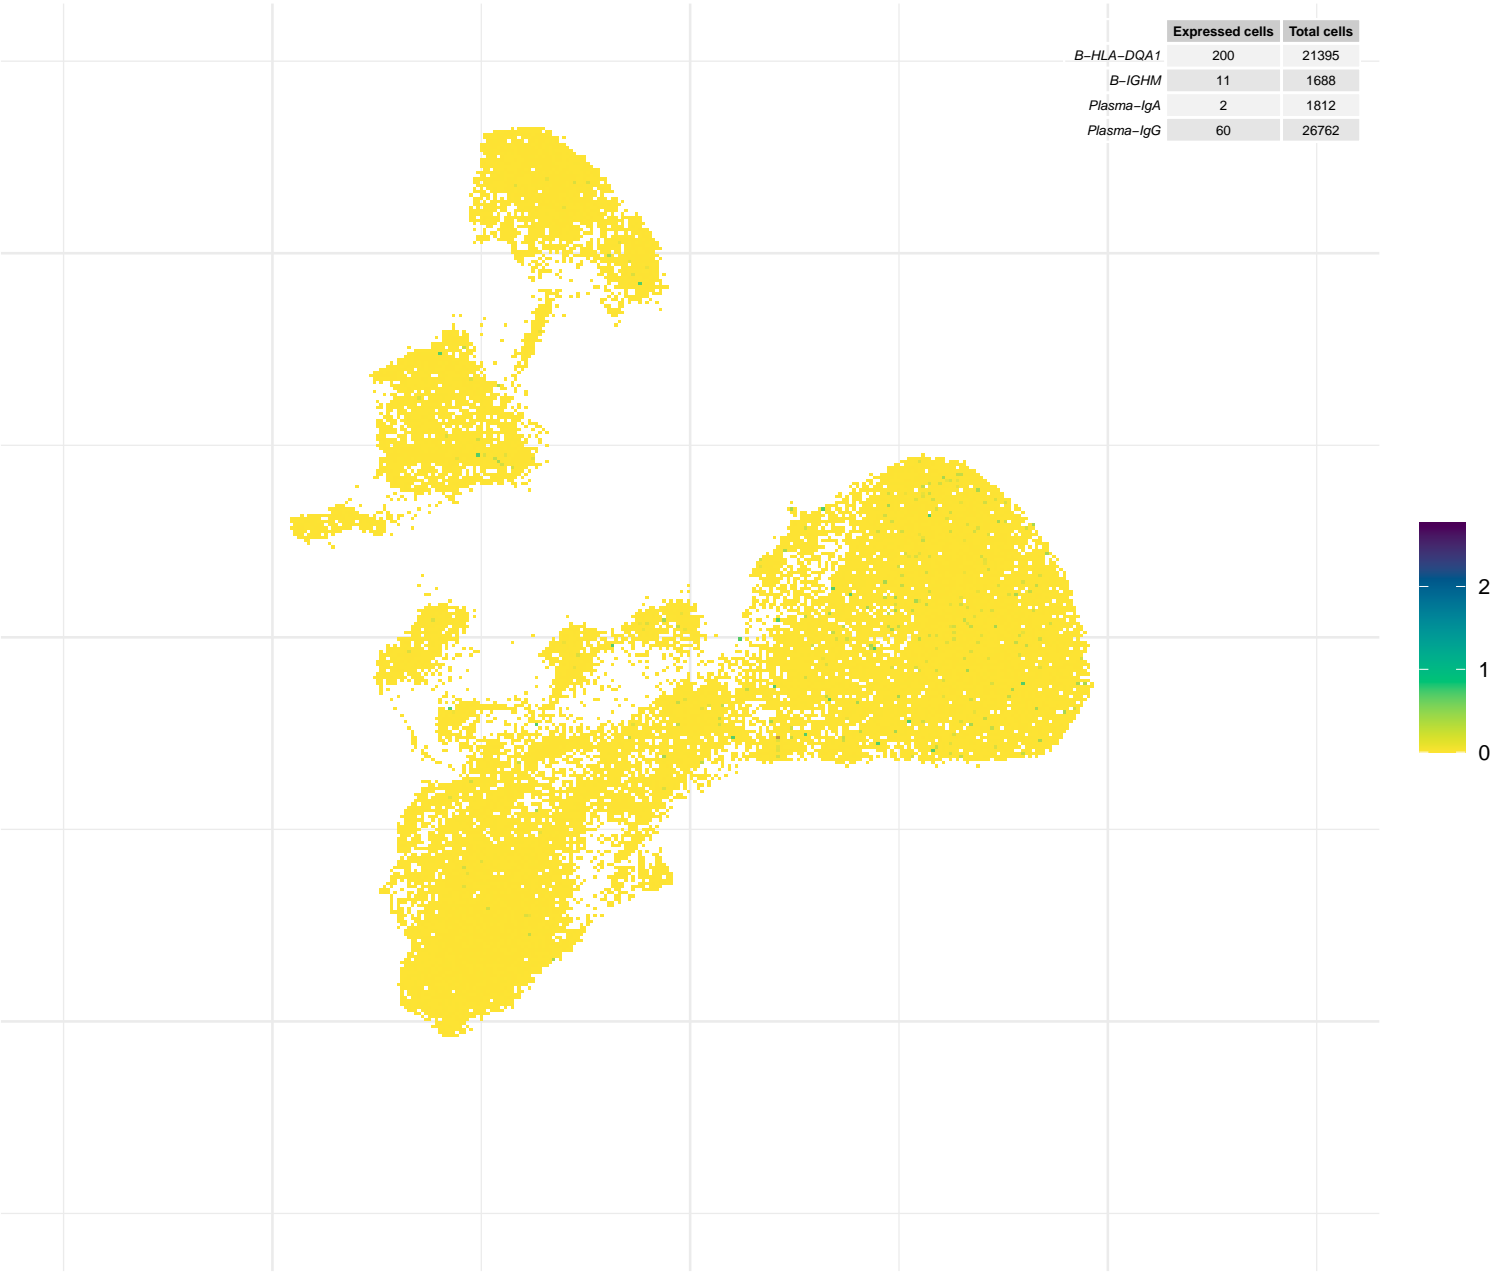 Expressed cells Total cells
B−HLA−DQA1 200 21395
B−IGHM 11 1688
Plasma−IgA 2 1812
Plasma−IgG 60 26762
2
1
0